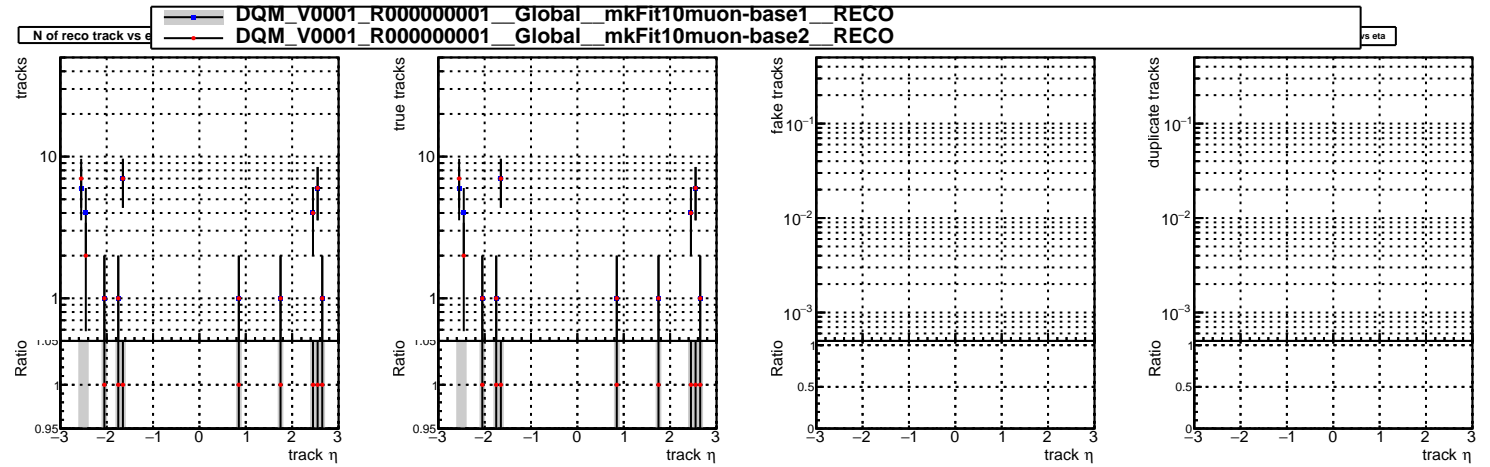 DQM_V0001_R000000001__Global__mkFit10muon-base1__RECO
DQM_V0001_R000000001__Global__mkFit10muon-base2__RECO
N of reco track vs e
vs eta
tracks
10
1
Ratio
1.05
1
0.95
−3 −2 −1 0 1 2 3
track η
true tracks
10
1
Ratio
1.05
1
0.95
−3 −2 −1 0 1 2 3
track η
fake tracks
10−1
10−2
10−3
Ratio
1
0.5
0
−3 −2 −1 0 1 2 3
track η
duplicate tracks
10−1
10−2
10−3
Ratio
1
0.5
0
−3 −2 −1 0 1 2 3
track η